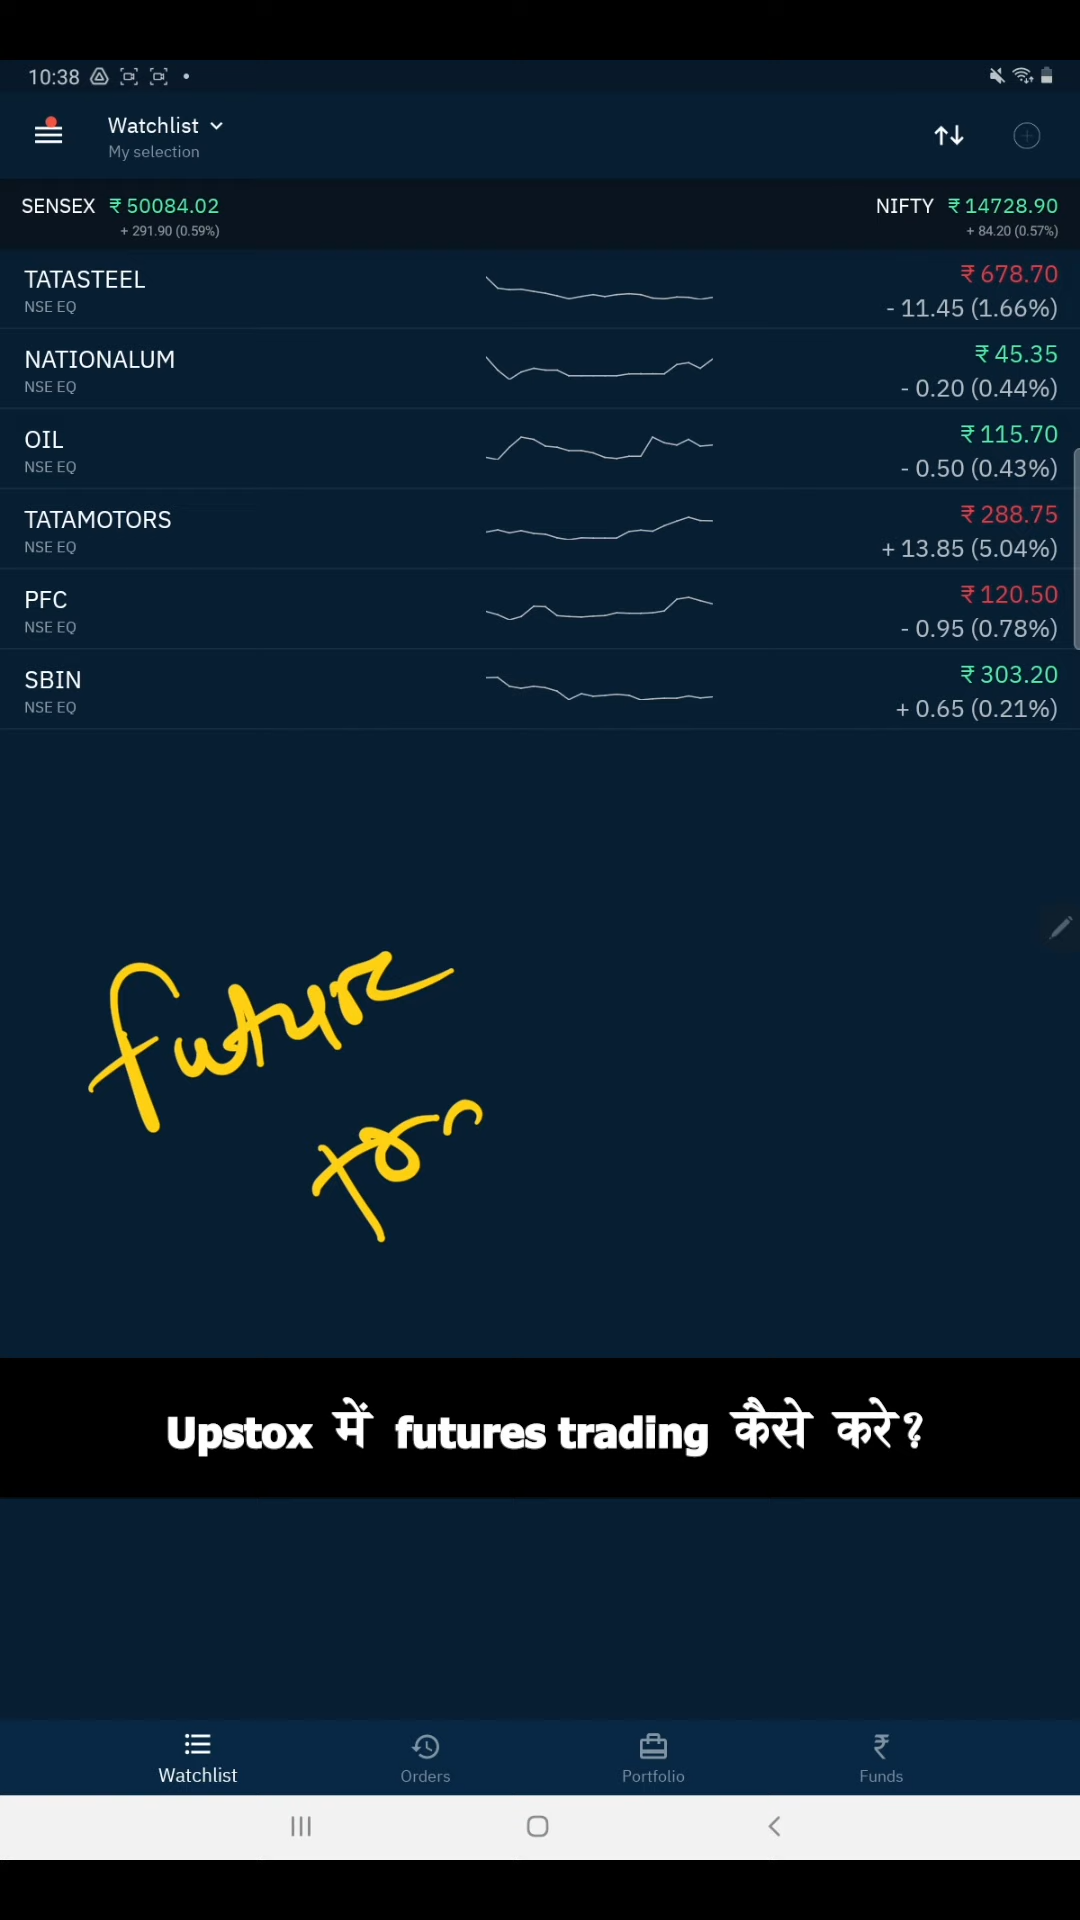 10:38
Watchlist
My selection
SENSEX ₹ 50084.02
+ 291.90 (0.59%)
NIFTY ₹ 14728.90
+ 84.20 (0.57%)
TATASTEEL ₹ 678.70
NSE EQ - 11.45 (1.66%)
NATIONALUM ₹ 45.35
NSE EQ - 0.20 (0.44%)
OIL ₹ 115.70
NSE EQ - 0.50 (0.43%)
TATAMOTORS ₹ 288.75
NSE EQ + 13.85 (5.04%)
PFC ₹ 120.50
NSE EQ - 0.95 (0.78%)
SBIN ₹ 303.20
NSE EQ + 0.65 (0.21%)
future
Upstox में futures trading कैसे करे?
Watchlist Orders Portfolio Funds